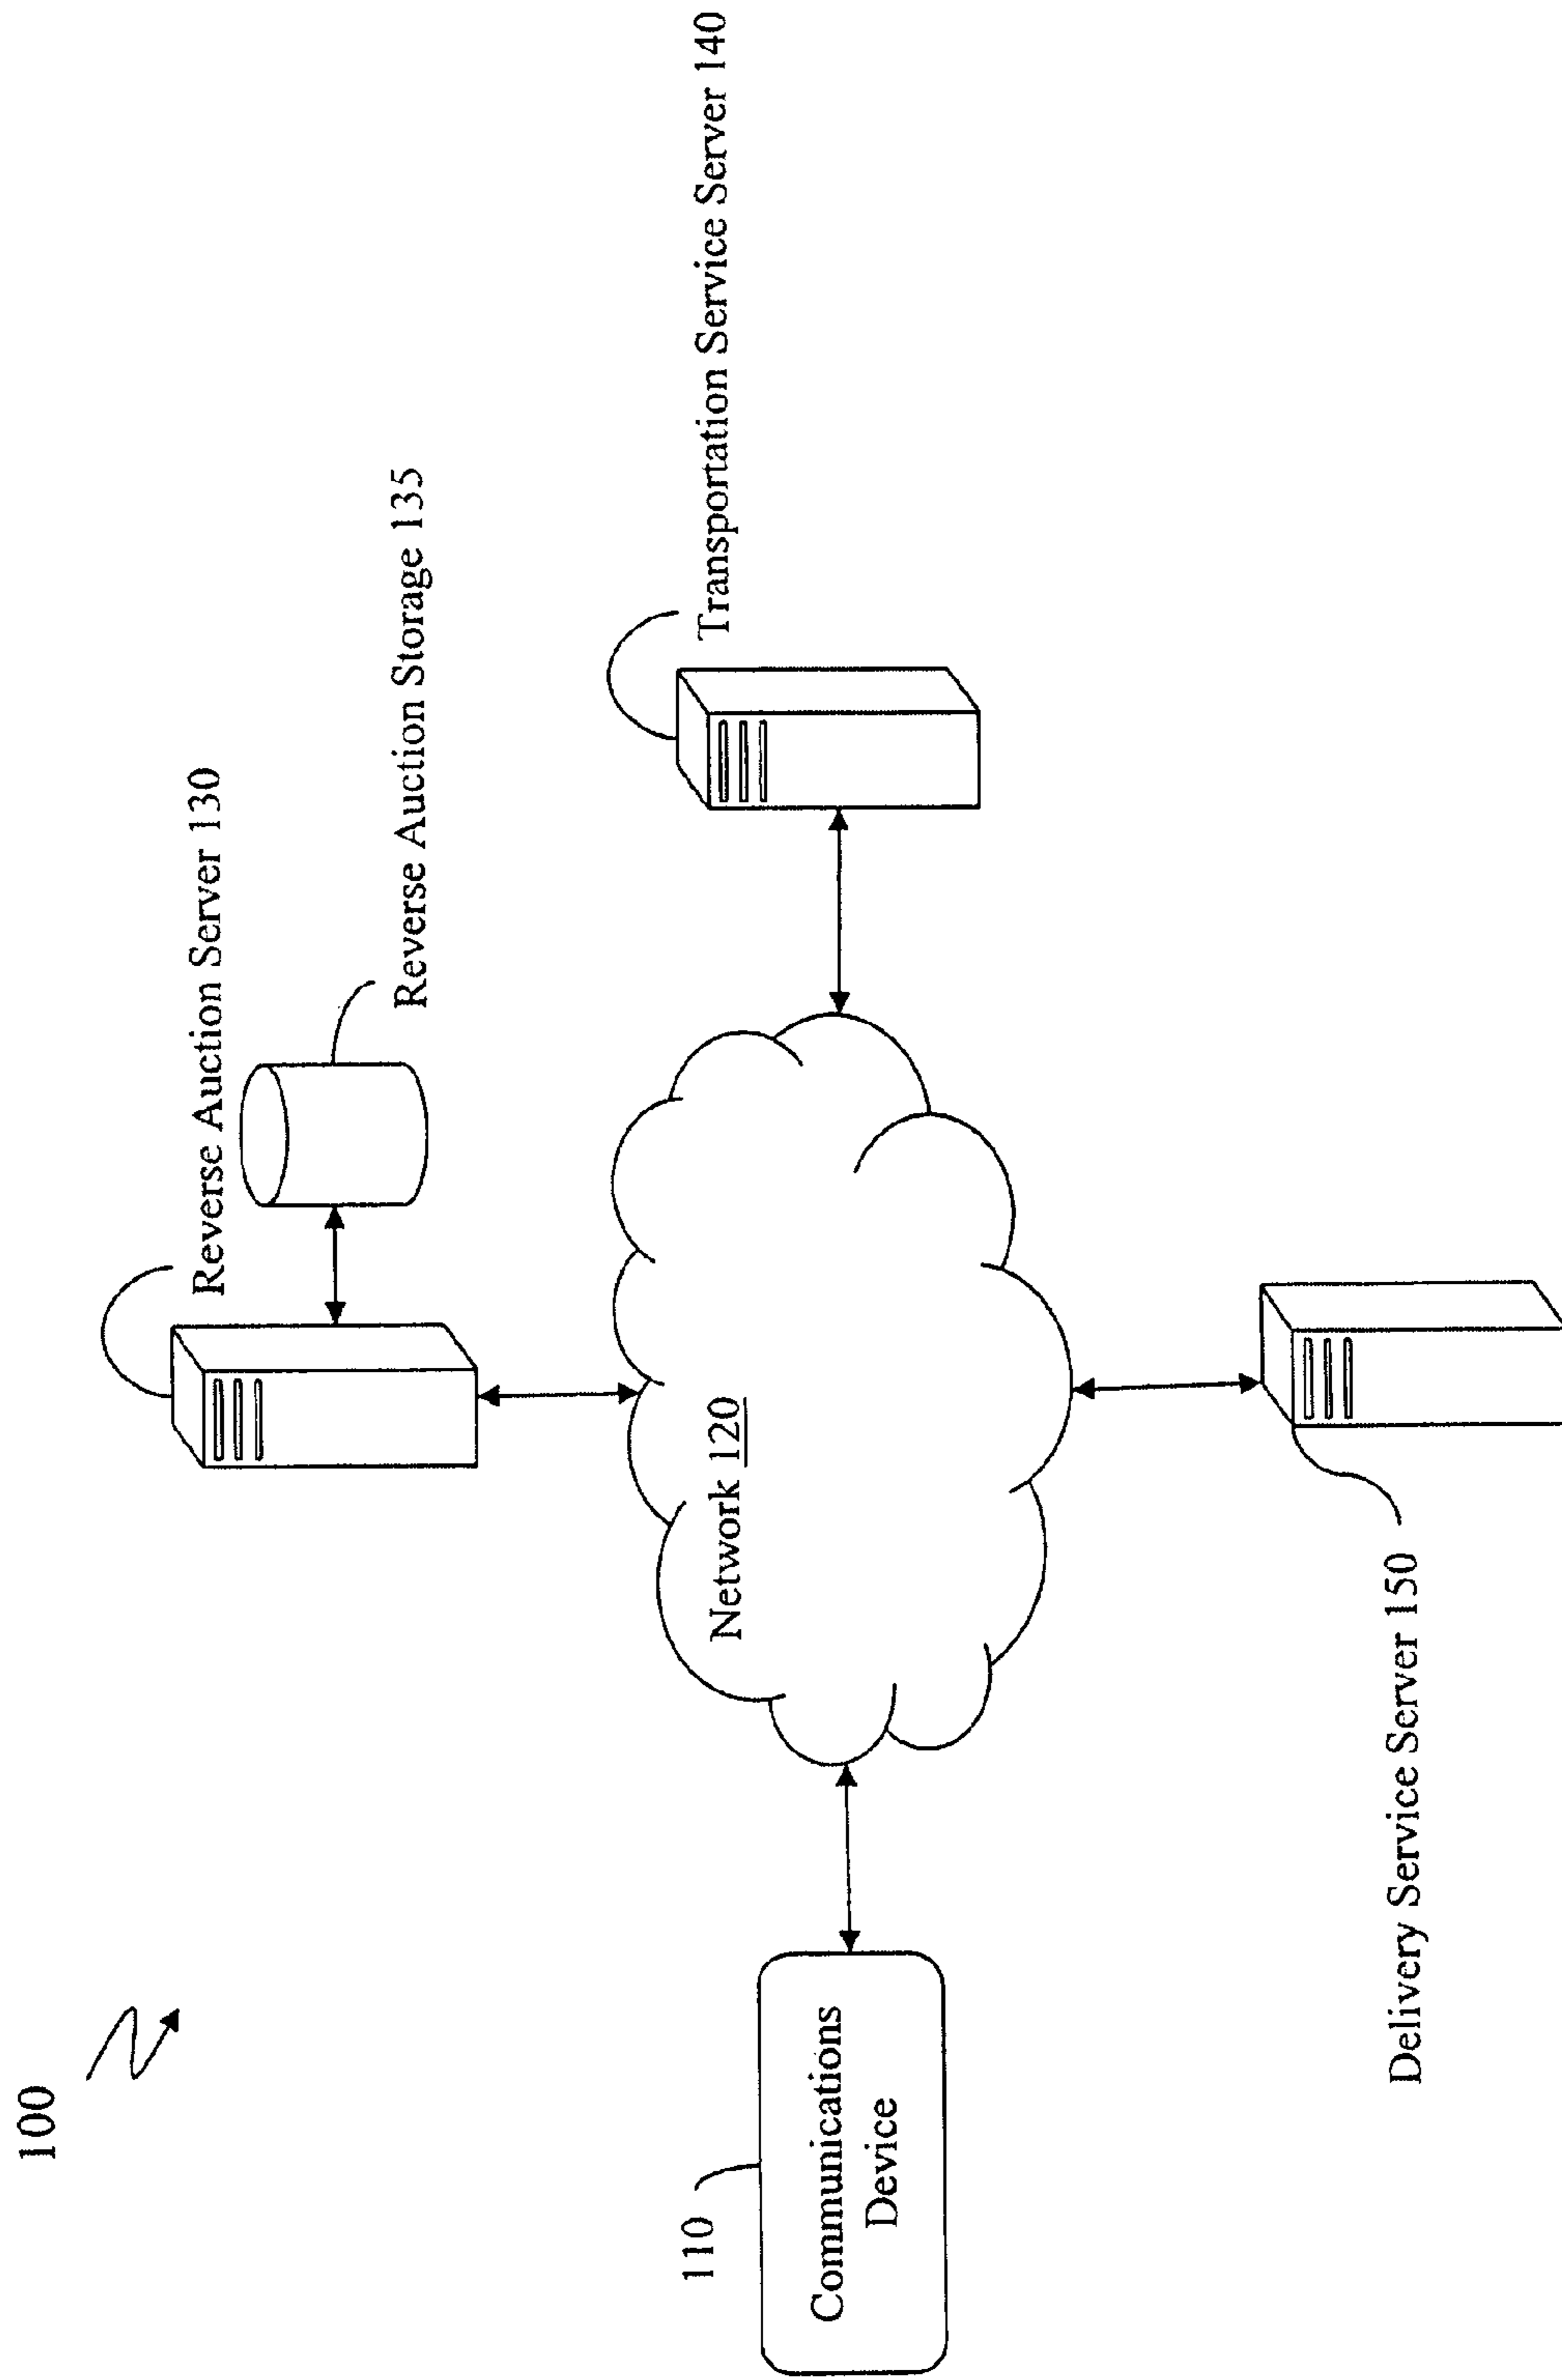 100
Reverse Auction Server 130
Reverse Auction Storage 135
110
Communications
Device
Network 120
Transportation Service Server 140
Delivery Service Server 150